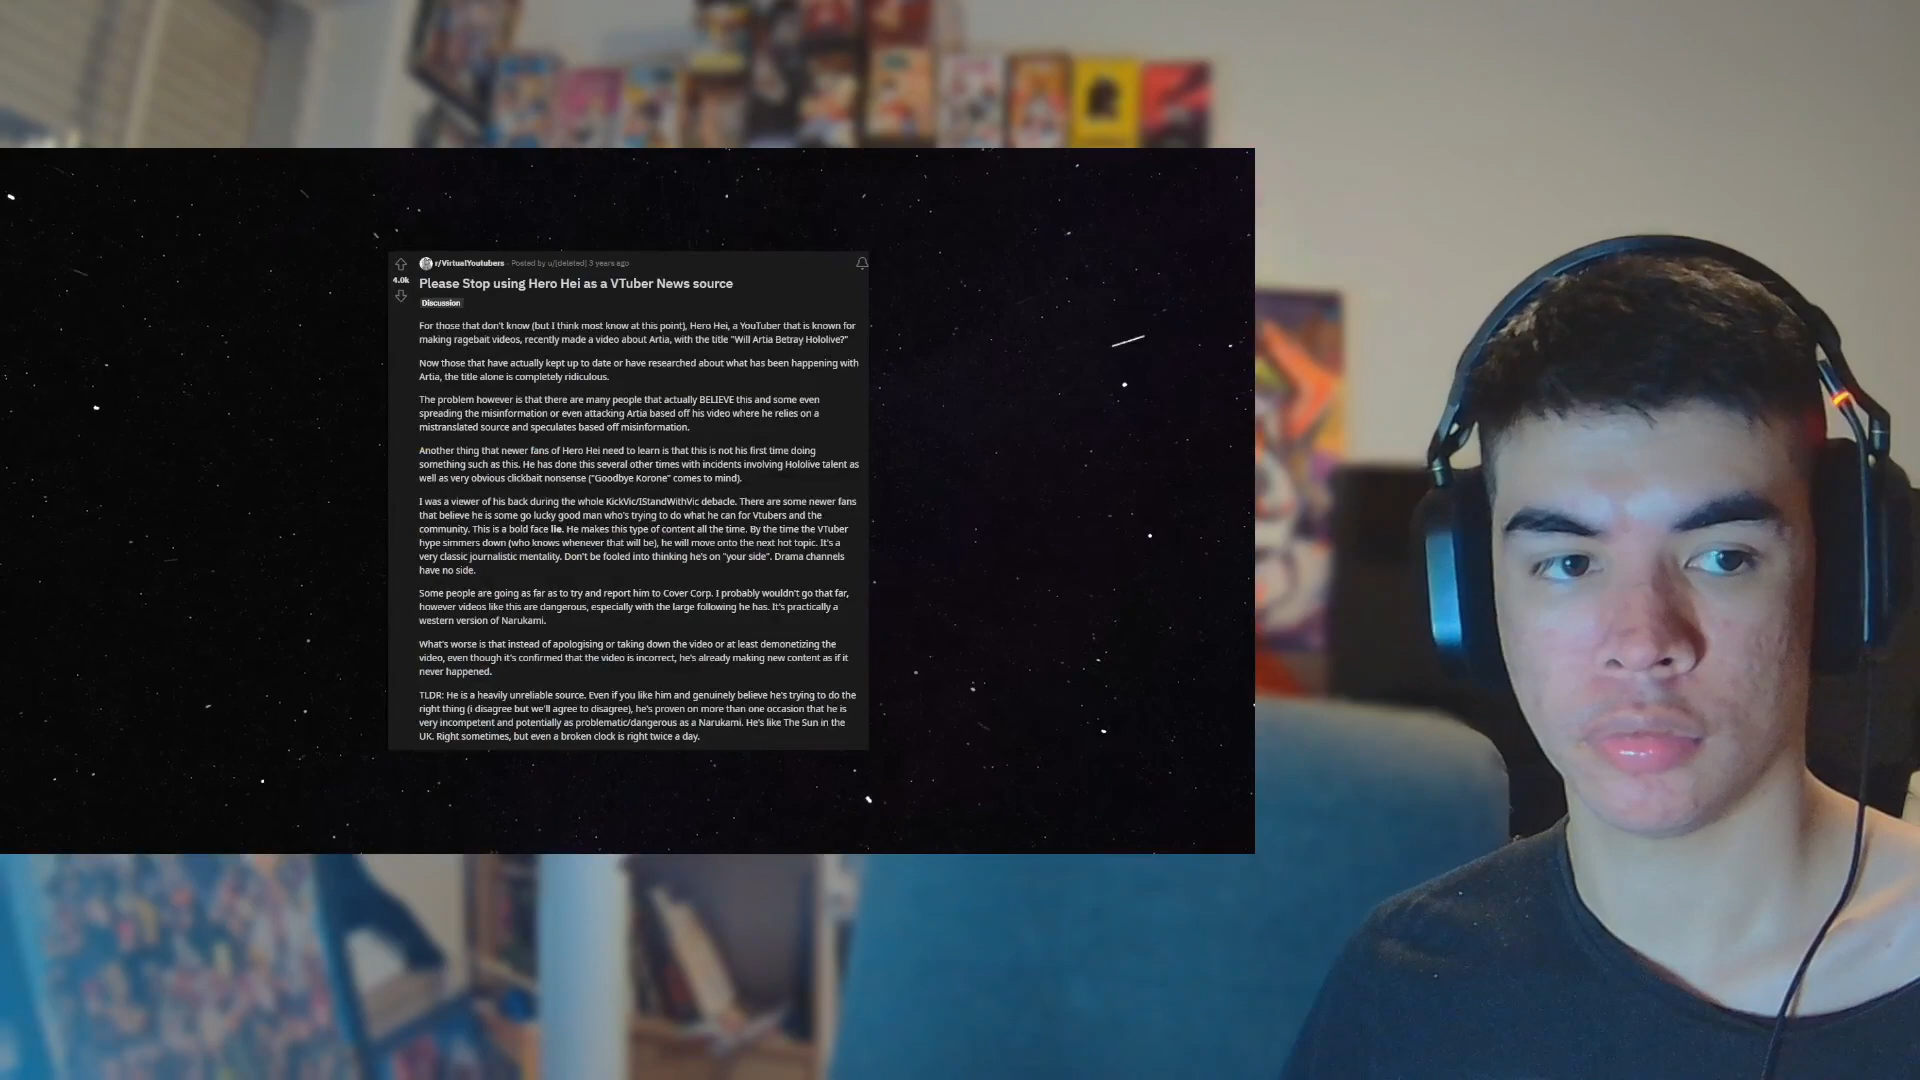 r/VirtualYoutubers · Posted by u/[deleted] 3 years ago
4.0k
Please Stop using Hero Hei as a VTuber News source
Discussion
For those that don't know (but I think most know at this point), Hero Hei, a YouTuber that is known for
making ragebait videos, recently made a video about Artia, with the title "Will Artia Betray Hololive?"
Now those that have actually kept up to date or have researched about what has been happening with
Artia, the title alone is completely ridiculous.
The problem however is that there are many people that actually BELIEVE this and some even
spreading the misinformation or even attacking Artia based off his video where he relies on a
mistranslated source and speculates based off misinformation.
Another thing that newer fans of Hero Hei need to learn is that this is not his first time doing
something such as this. He has done this several other times with incidents involving Hololive talent as
well as very obvious clickbait nonsense ("Goodbye Korone" comes to mind).
I was a viewer of his back during the whole KickVic/IStandWithVic debacle. There are some newer fans
that believe he is some go lucky good man who's trying to do what he can for Vtubers and the
community. This is a bold face lie. He makes this type of content all the time. By the time the VTuber
hype simmers down (who knows whenever that will be), he will move onto the next hot topic. It's a
very classic journalistic mentality. Don't be fooled into thinking he's on "your side". Drama channels
have no side.
Some people are going as far as to try and report him to Cover Corp. I probably wouldn't go that far,
however videos like this are dangerous, especially with the large following he has. It's practically a
western version of Narukami.
What's worse is that instead of apologising or taking down the video or at least demonetizing the
video, even though it's confirmed that the video is incorrect, he's already making new content as if it
never happened.
TLDR: He is a heavily unreliable source. Even if you like him and genuinely believe he's trying to do the
right thing (i disagree but we'll agree to disagree), he's proven on more than one occasion that he is
very incompetent and potentially as problematic/dangerous as a Narukami. He's like The Sun in the
UK. Right sometimes, but even a broken clock is right twice a day.